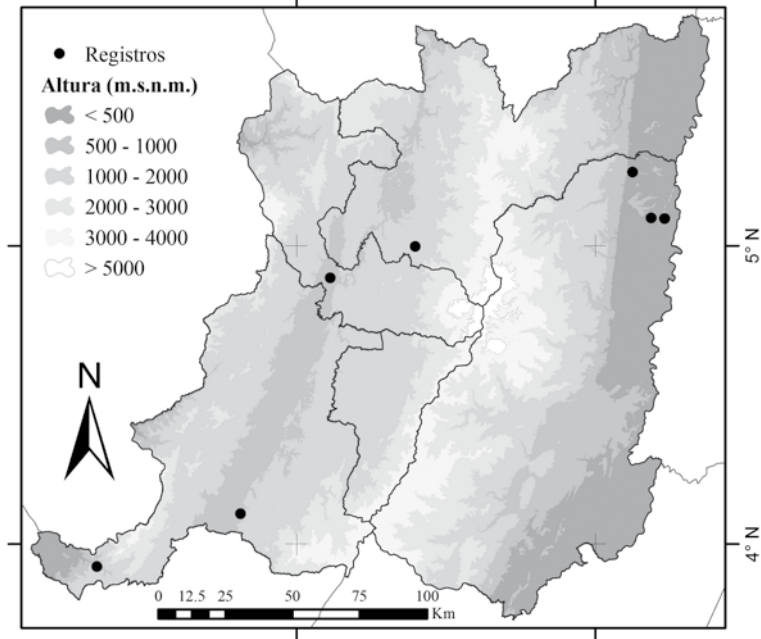 Registros
Altura (m.s.n.m.)
< 500
500 - 1000
1000 - 2000
2000 - 3000
3000 - 4000
> 5000
5° N
N
4° N
0 12.5 25 50 75 100
Km